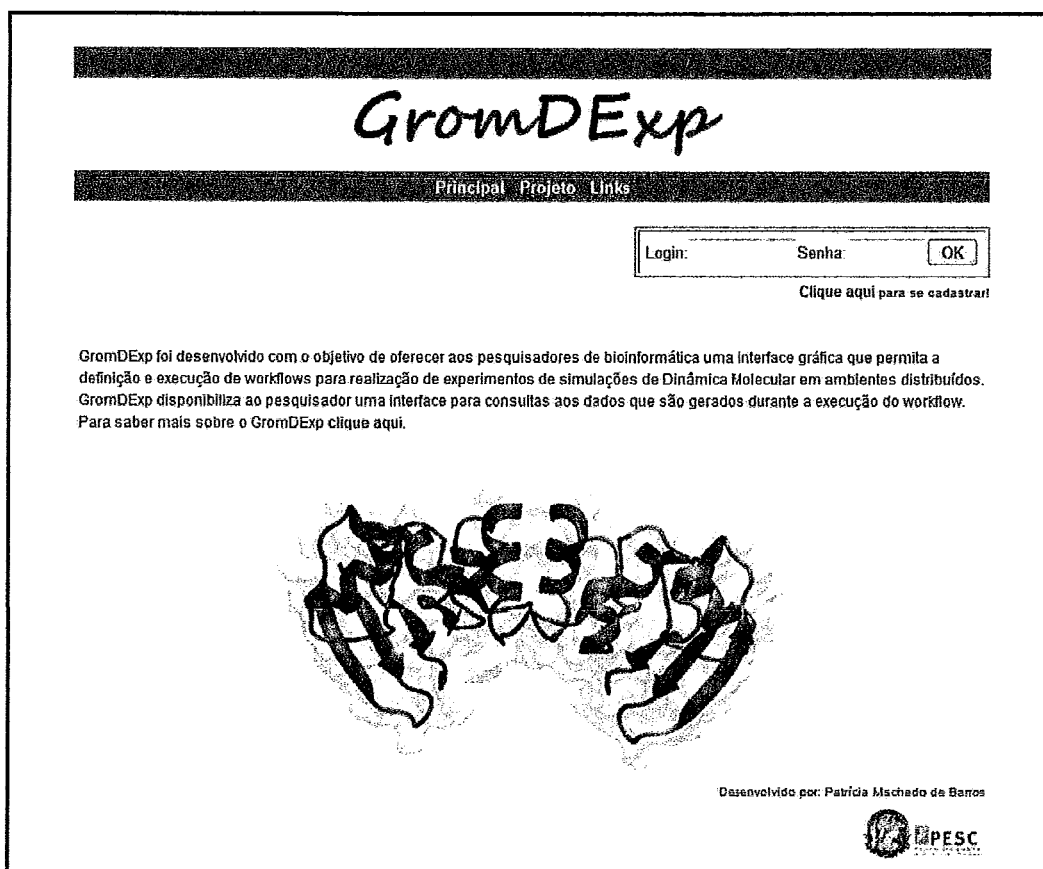 GromDExp
Principal Projeto Links
Login: Senha: OK
Clique aqui para se cadastrar!
GromDExp foi desenvolvido com o objetivo de oferecer aos pesquisadores de bioinformática uma interface gráfica que permita a
definição e execução de workflows para realização de experimentos de simulações de Dinâmica Molecular em ambientes distribuídos.
GromDExp disponibiliza ao pesquisador uma interface para consultas aos dados que são gerados durante a execução do workflow.
Para saber mais sobre o GromDExp clique aqui.
Desenvolvido por: Patrícia Machado de Barros
PESC